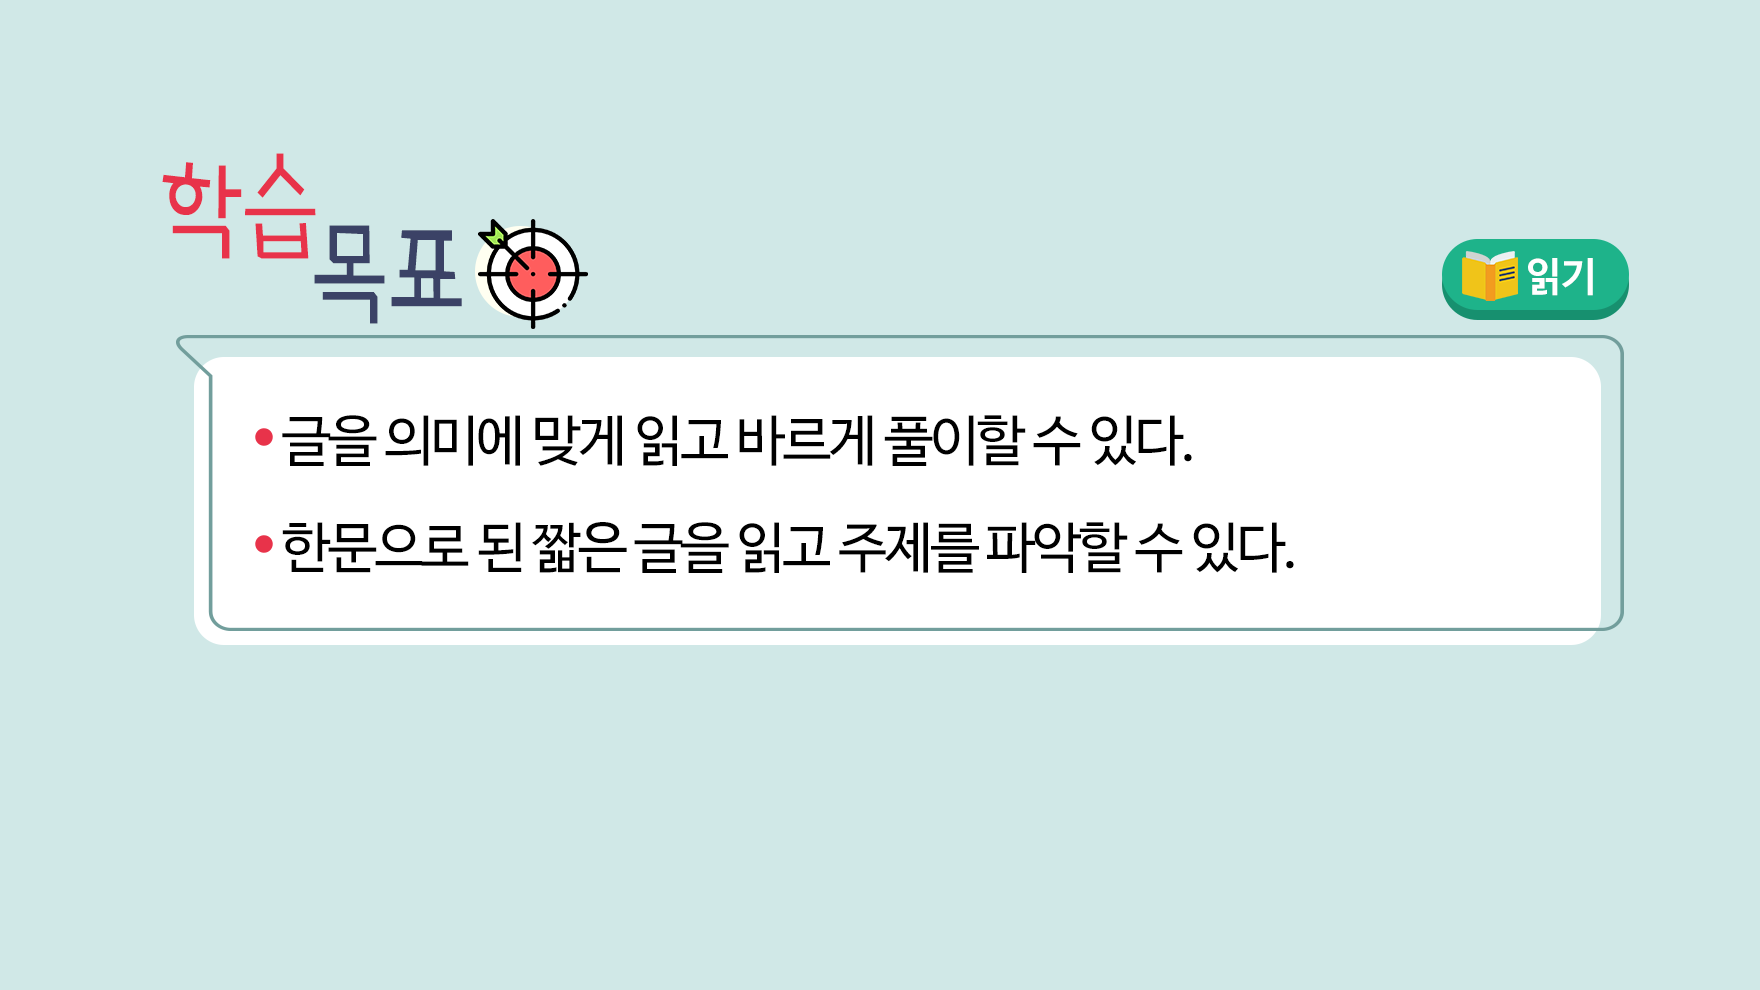 학습
목표
읽기
• 글을 의미에 맞게 읽고 바르게 풀이할 수 있다.
• 한문으로 된 짧은 글을 읽고 주제를 파악할 수 있다.